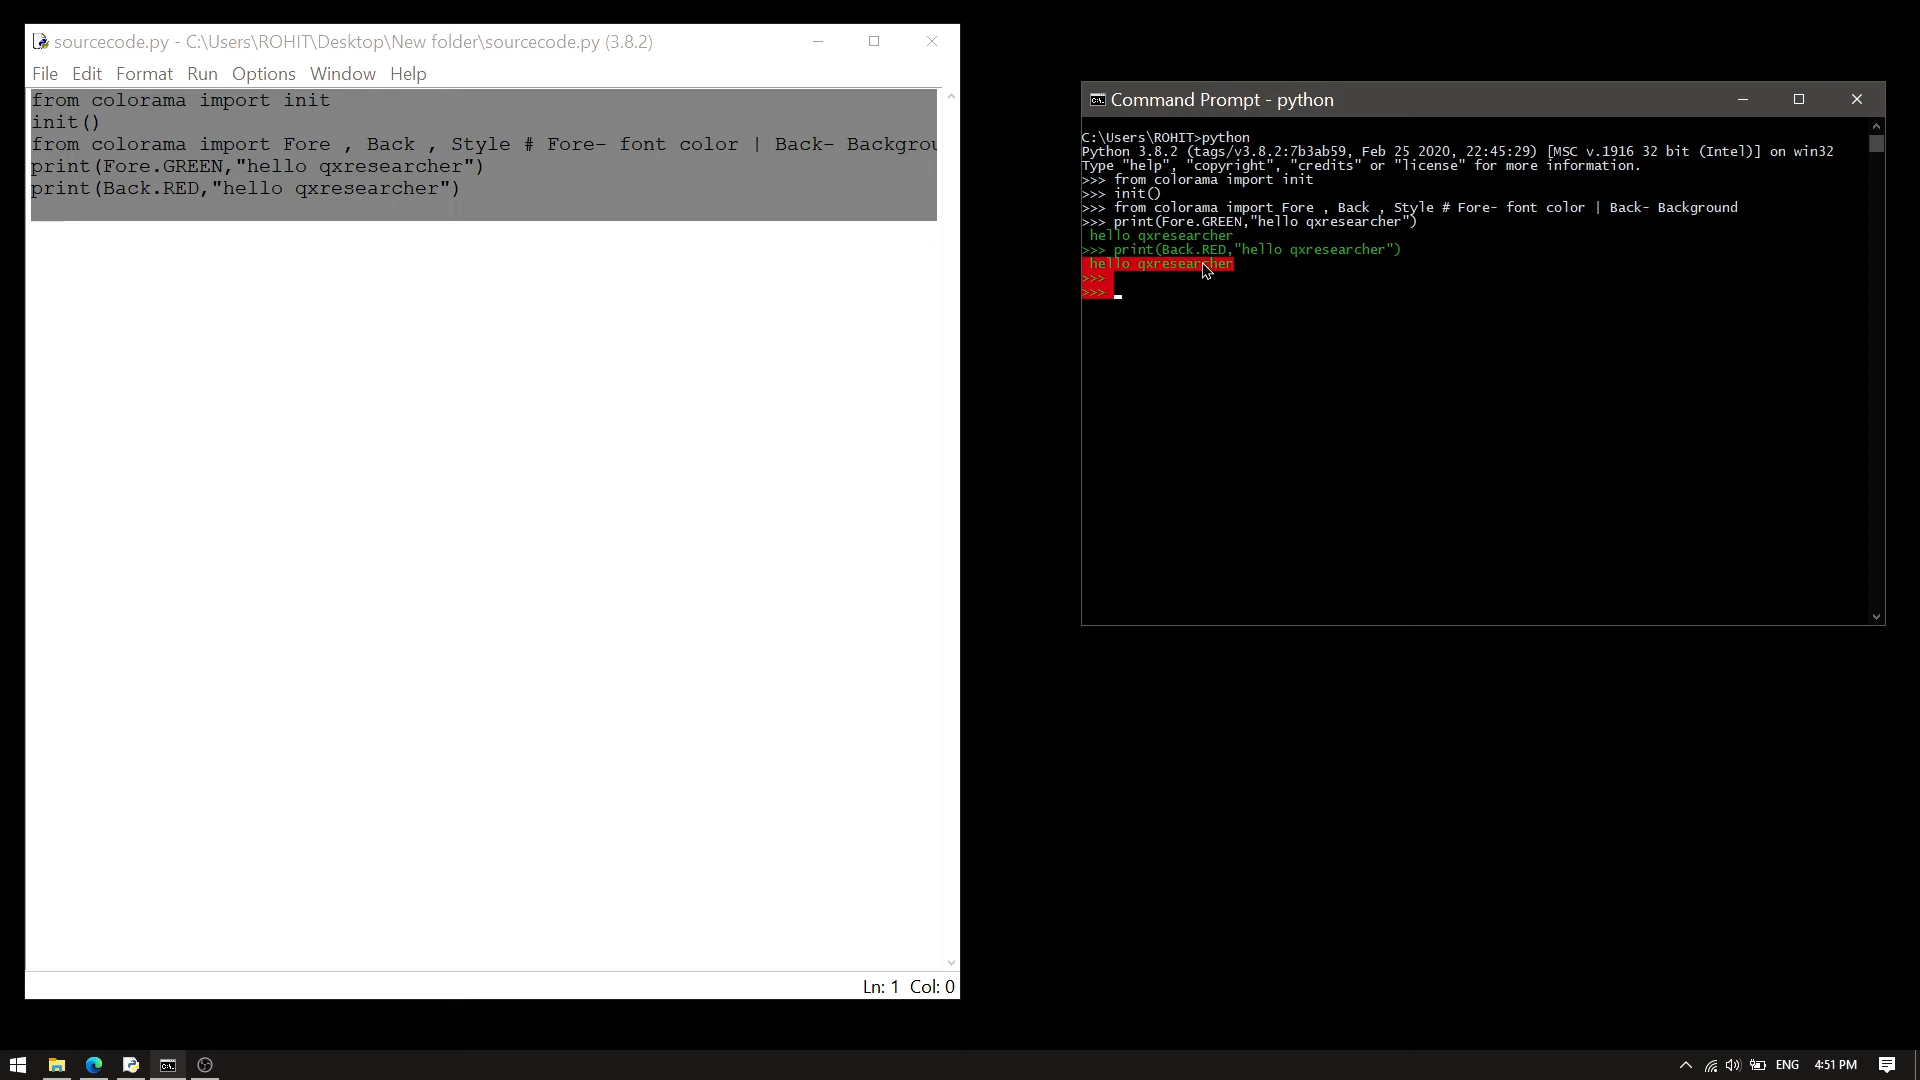 sourcecode.py - C:\Users\ROHIT\Desktop\New folder\sourcecode.py (3.8.2)
File Edit Format Run Options Window Help
from colorama import init
init()
from colorama import Fore , Back , Style # Fore- font color | Back- Backgrou
print(Fore.GREEN,"hello qxresearcher")
print(Back.RED,"hello qxresearcher")
Ln: 1 Col: 0
Command Prompt - python
C:\Users\ROHIT>python
Python 3.8.2 (tags/v3.8.2:7b3ab59, Feb 25 2020, 22:45:29) [MSC v.1916 32 bit (Intel)] on win32
Type "help", "copyright", "credits" or "license" for more information.
>>> from colorama import init
>>> init()
>>> from colorama import Fore , Back , Style # Fore- font color | Back- Background
>>> print(Fore.GREEN,"hello qxresearcher")
hello qxresearcher
>>> print(Back.RED,"hello qxresearcher")
hello qxresearcher
>>>
>>>
ENG 4:51 PM